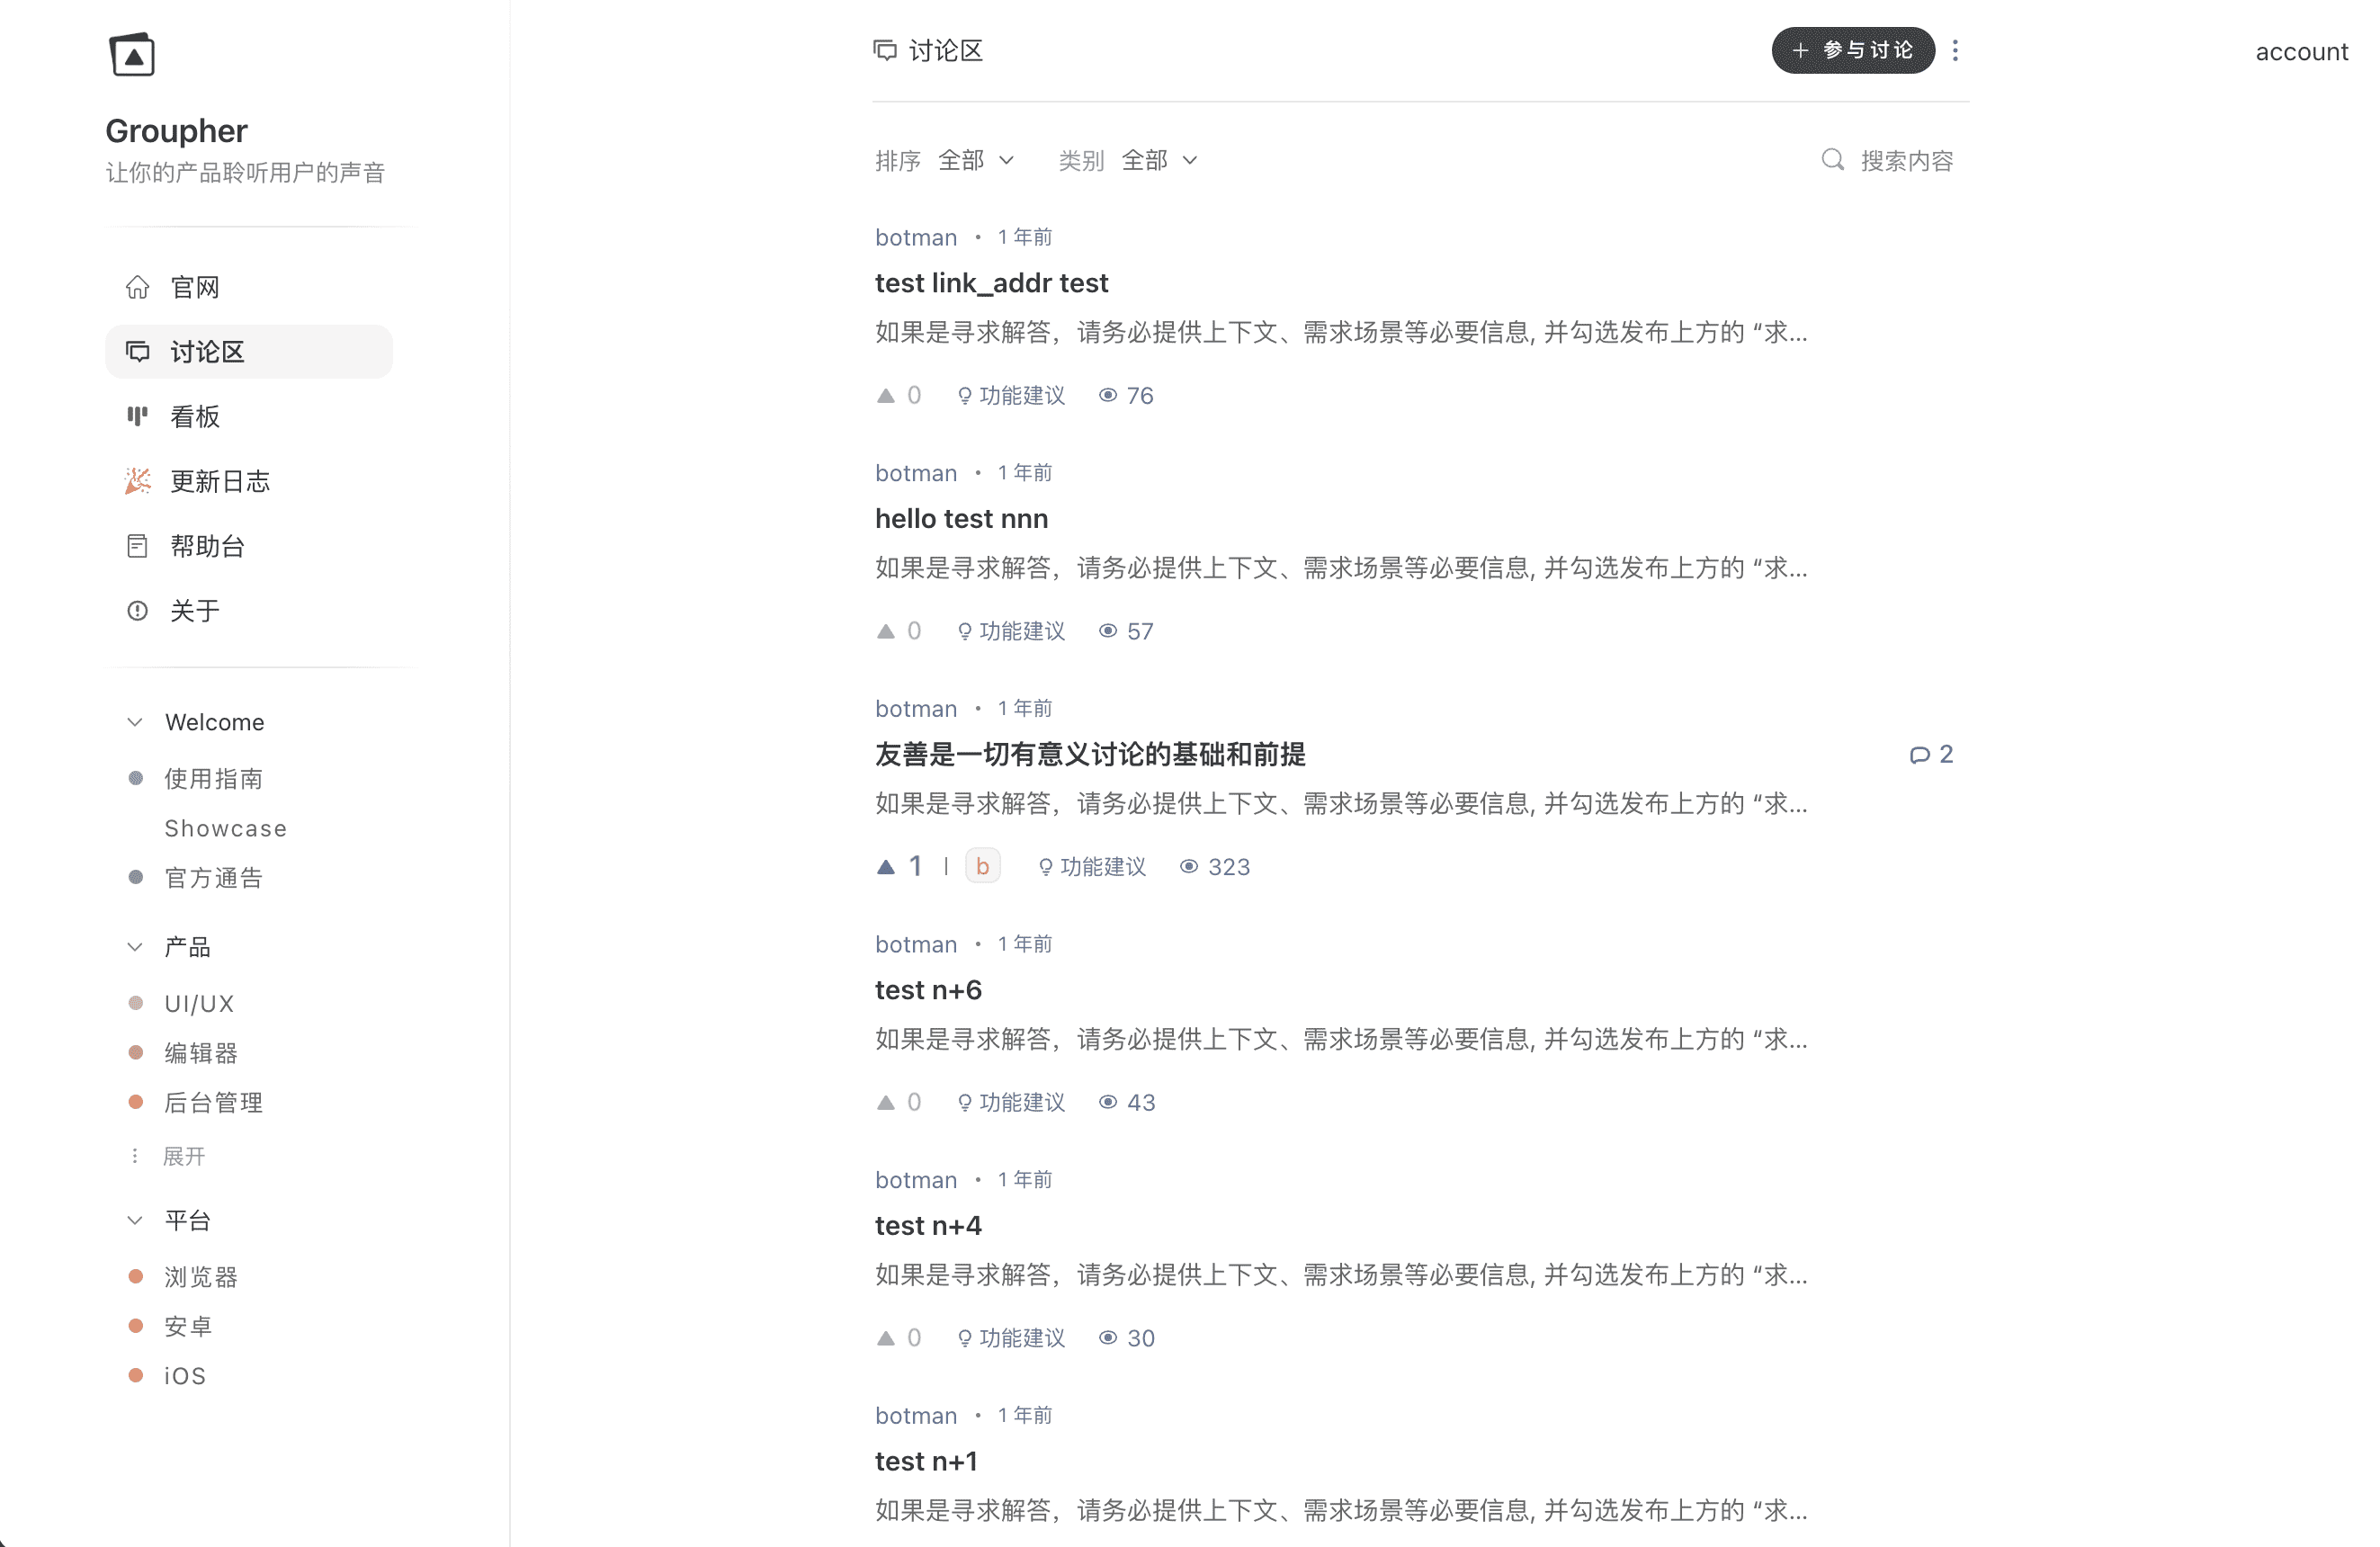 Groupher
让你的产品聆听用户的声音
官网
讨论区
看板
更新日志
帮助台
关于
Welcome
使用指南
Showcase
官方通告
产品
UI/UX
编辑器
后台管理
展开
平台
浏览器
安卓
iOS
讨论区
+ 参与讨论
account
排序 全部 类别 全部
搜索内容
botman • 1 年前
test link_addr test
如果是寻求解答，请务必提供上下文、需求场景等必要信息, 并勾选发布上方的 “求...
0 功能建议 76
botman • 1 年前
hello test nnn
如果是寻求解答，请务必提供上下文、需求场景等必要信息, 并勾选发布上方的 “求...
0 功能建议 57
botman • 1 年前
友善是一切有意义讨论的基础和前提
2
如果是寻求解答，请务必提供上下文、需求场景等必要信息, 并勾选发布上方的 “求...
1 | b 功能建议 323
botman • 1 年前
test n+6
如果是寻求解答，请务必提供上下文、需求场景等必要信息, 并勾选发布上方的 “求...
0 功能建议 43
botman • 1 年前
test n+4
如果是寻求解答，请务必提供上下文、需求场景等必要信息, 并勾选发布上方的 “求...
0 功能建议 30
botman • 1 年前
test n+1
如果是寻求解答，请务必提供上下文、需求场景等必要信息, 并勾选发布上方的 “求...